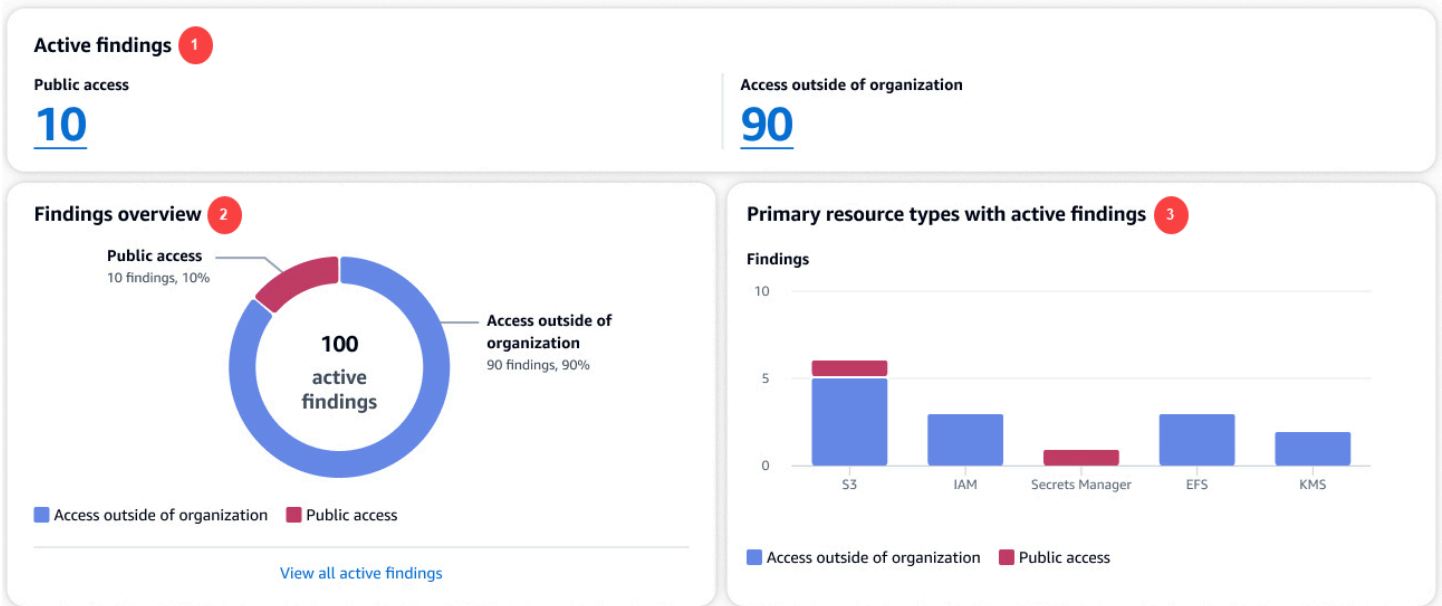 Active findings 1
Public access
10
Access outside of organization
90
Findings overview 2
Public access
10 findings, 10%
Access outside of
organization
90 findings, 90%
100
active
findings
Access outside of organization Public access
View all active findings
Primary resource types with active findings 3
Findings
10
5
0
S3 IAM Secrets Manager EFS KMS
Access outside of organization Public access